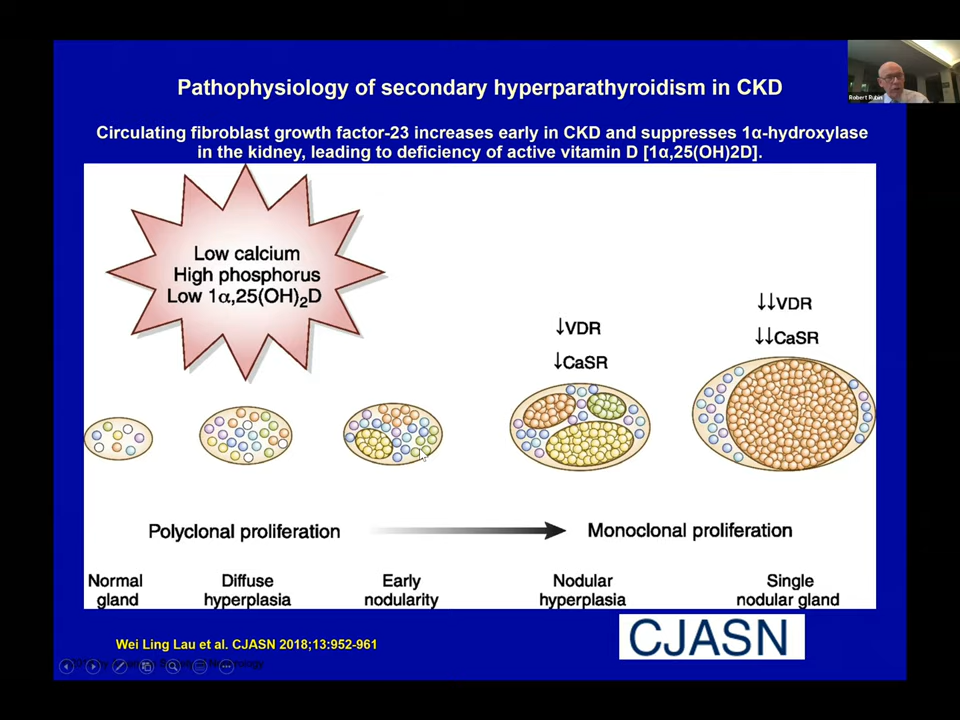 Robert Rubin
Pathophysiology of secondary hyperparathyroidism in CKD
Circulating fibroblast growth factor-23 increases early in CKD and suppresses 1α-hydroxylase
in the kidney, leading to deficiency of active vitamin D [1α,25(OH)2D].
Low calcium
High phosphorus
Low 1α,25(OH)₂D
↓VDR
↓CaSR
↓↓VDR
↓↓CaSR
Polyclonal proliferation
Monoclonal proliferation
Normal
gland
Diffuse
hyperplasia
Early
nodularity
Nodular
hyperplasia
Single
nodular gland
Wei Ling Lau et al. CJASN 2018;13:952-961
CJASN